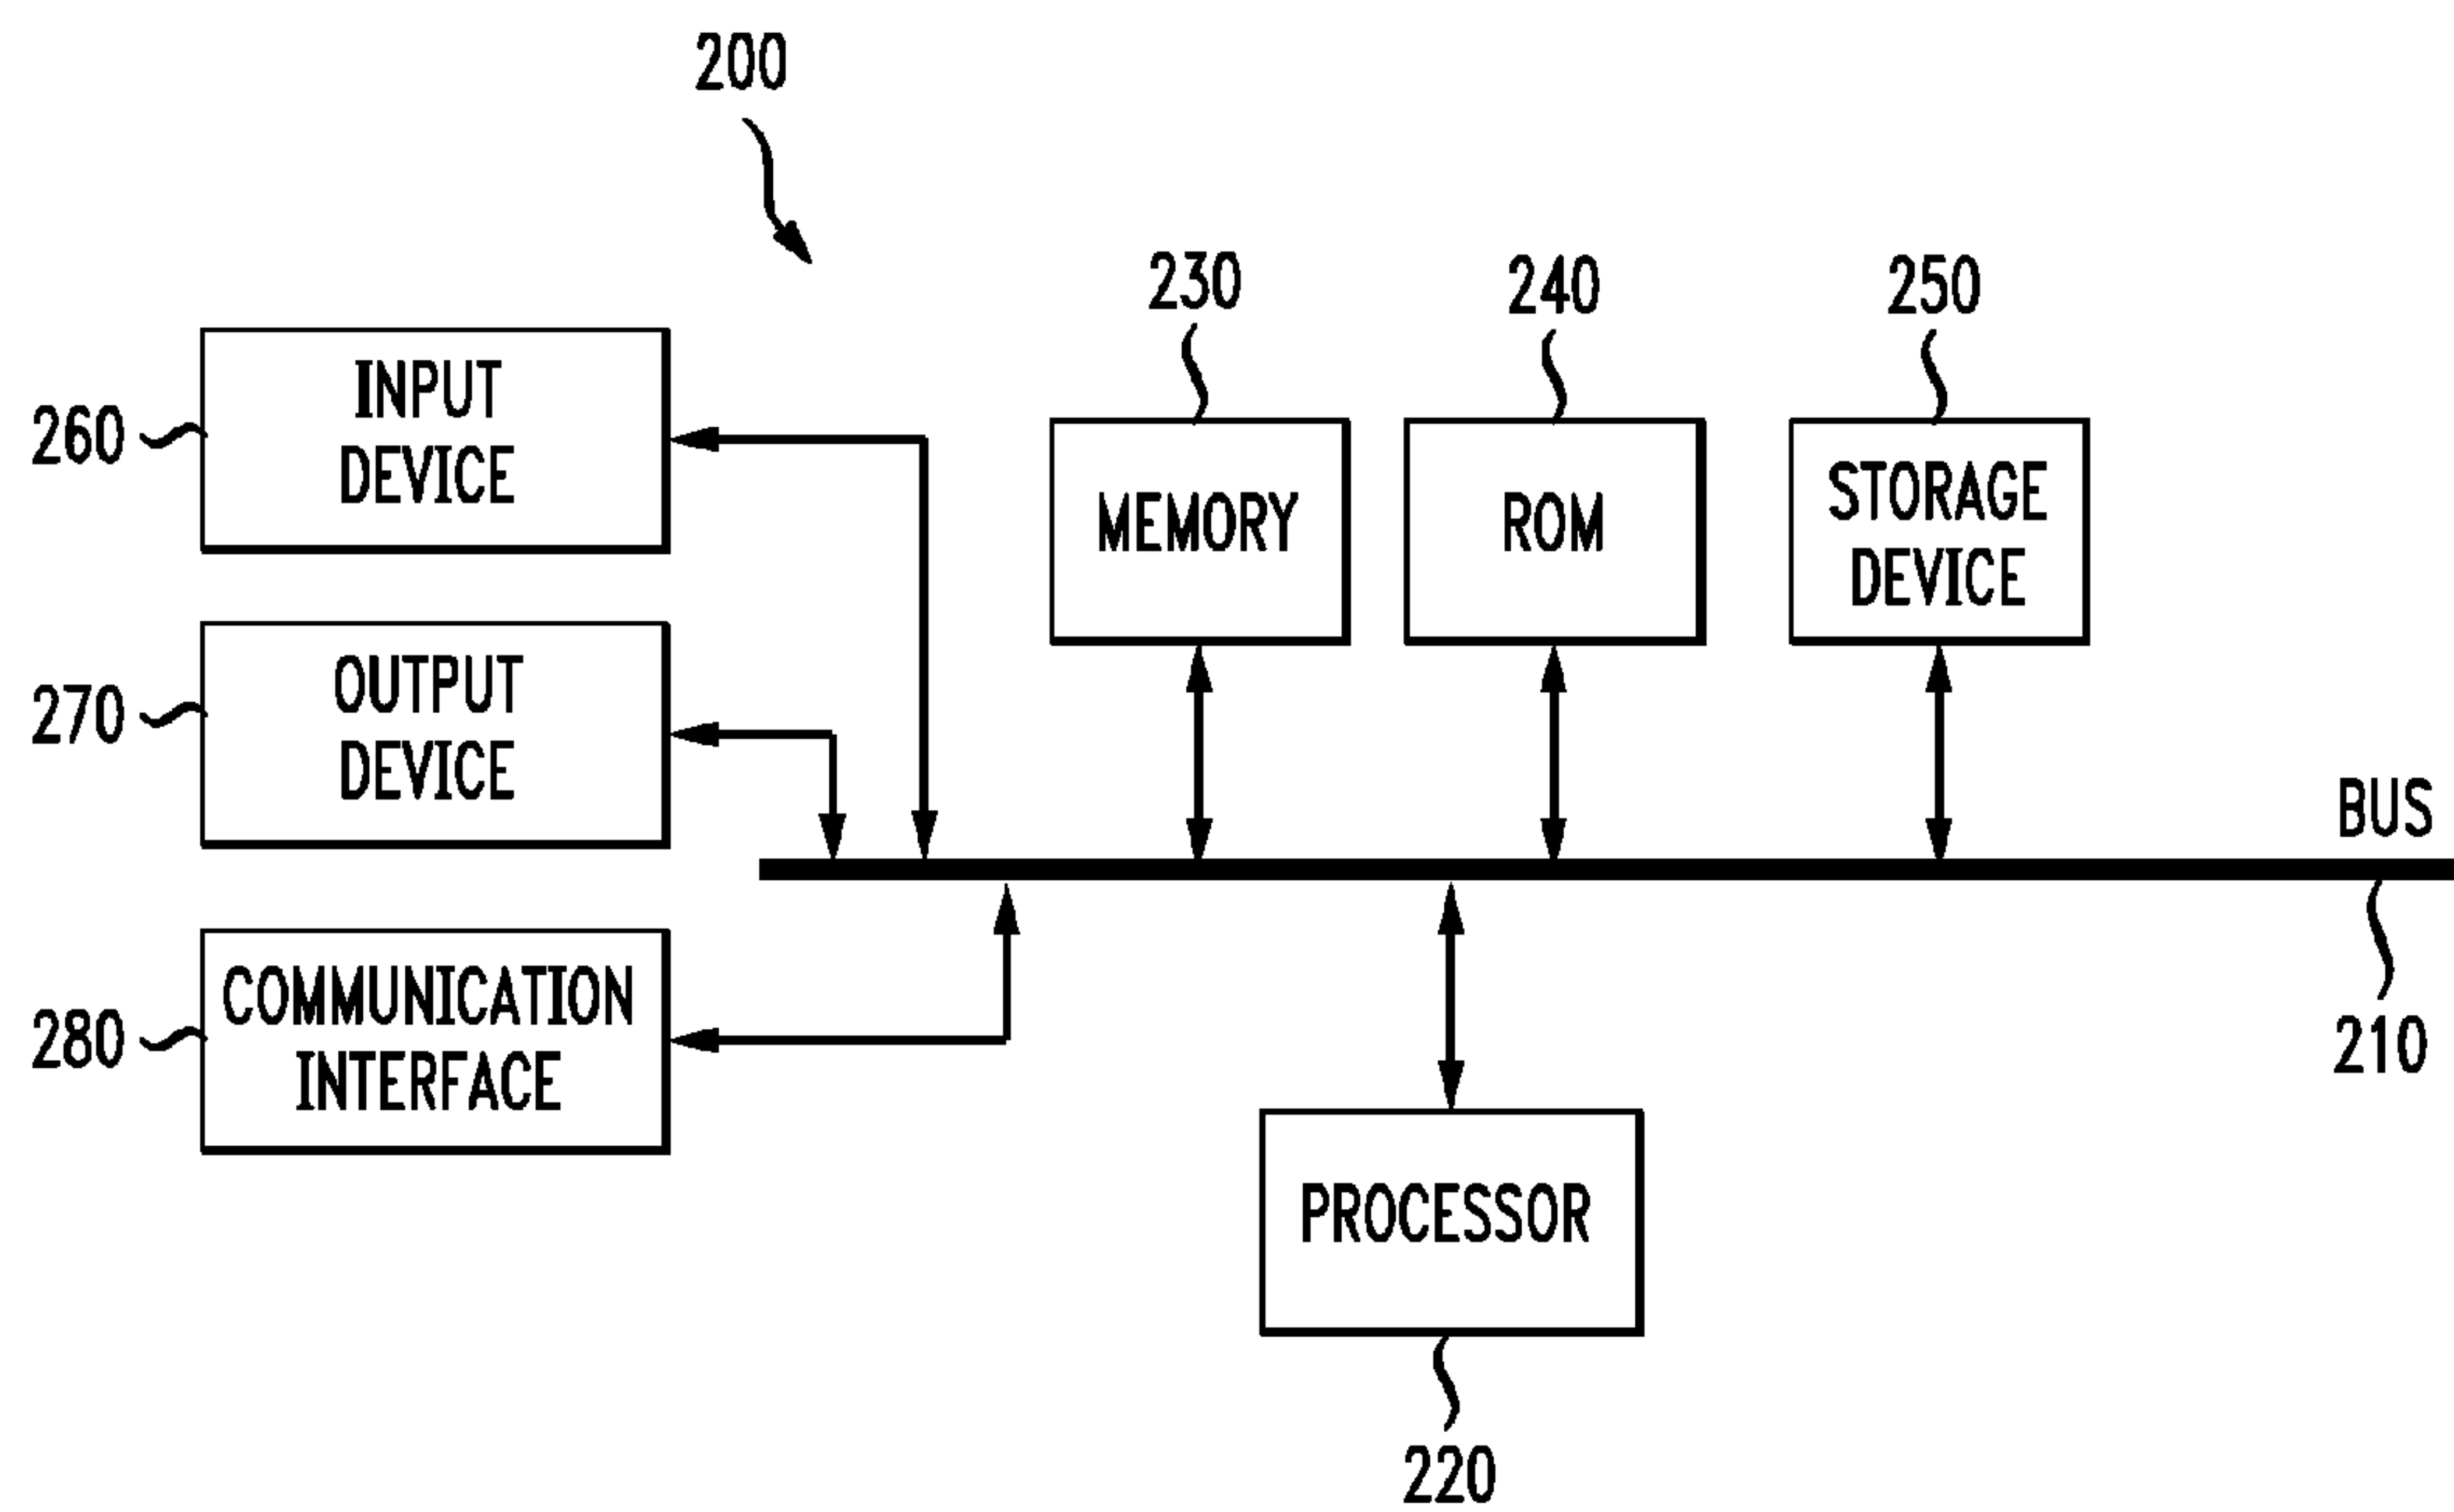 200
230
240
250
260
INPUT
DEVICE
MEMORY
ROM
STORAGE
DEVICE
270
OUTPUT
DEVICE
BUS
210
280
COMMUNICATION
INTERFACE
PROCESSOR
220